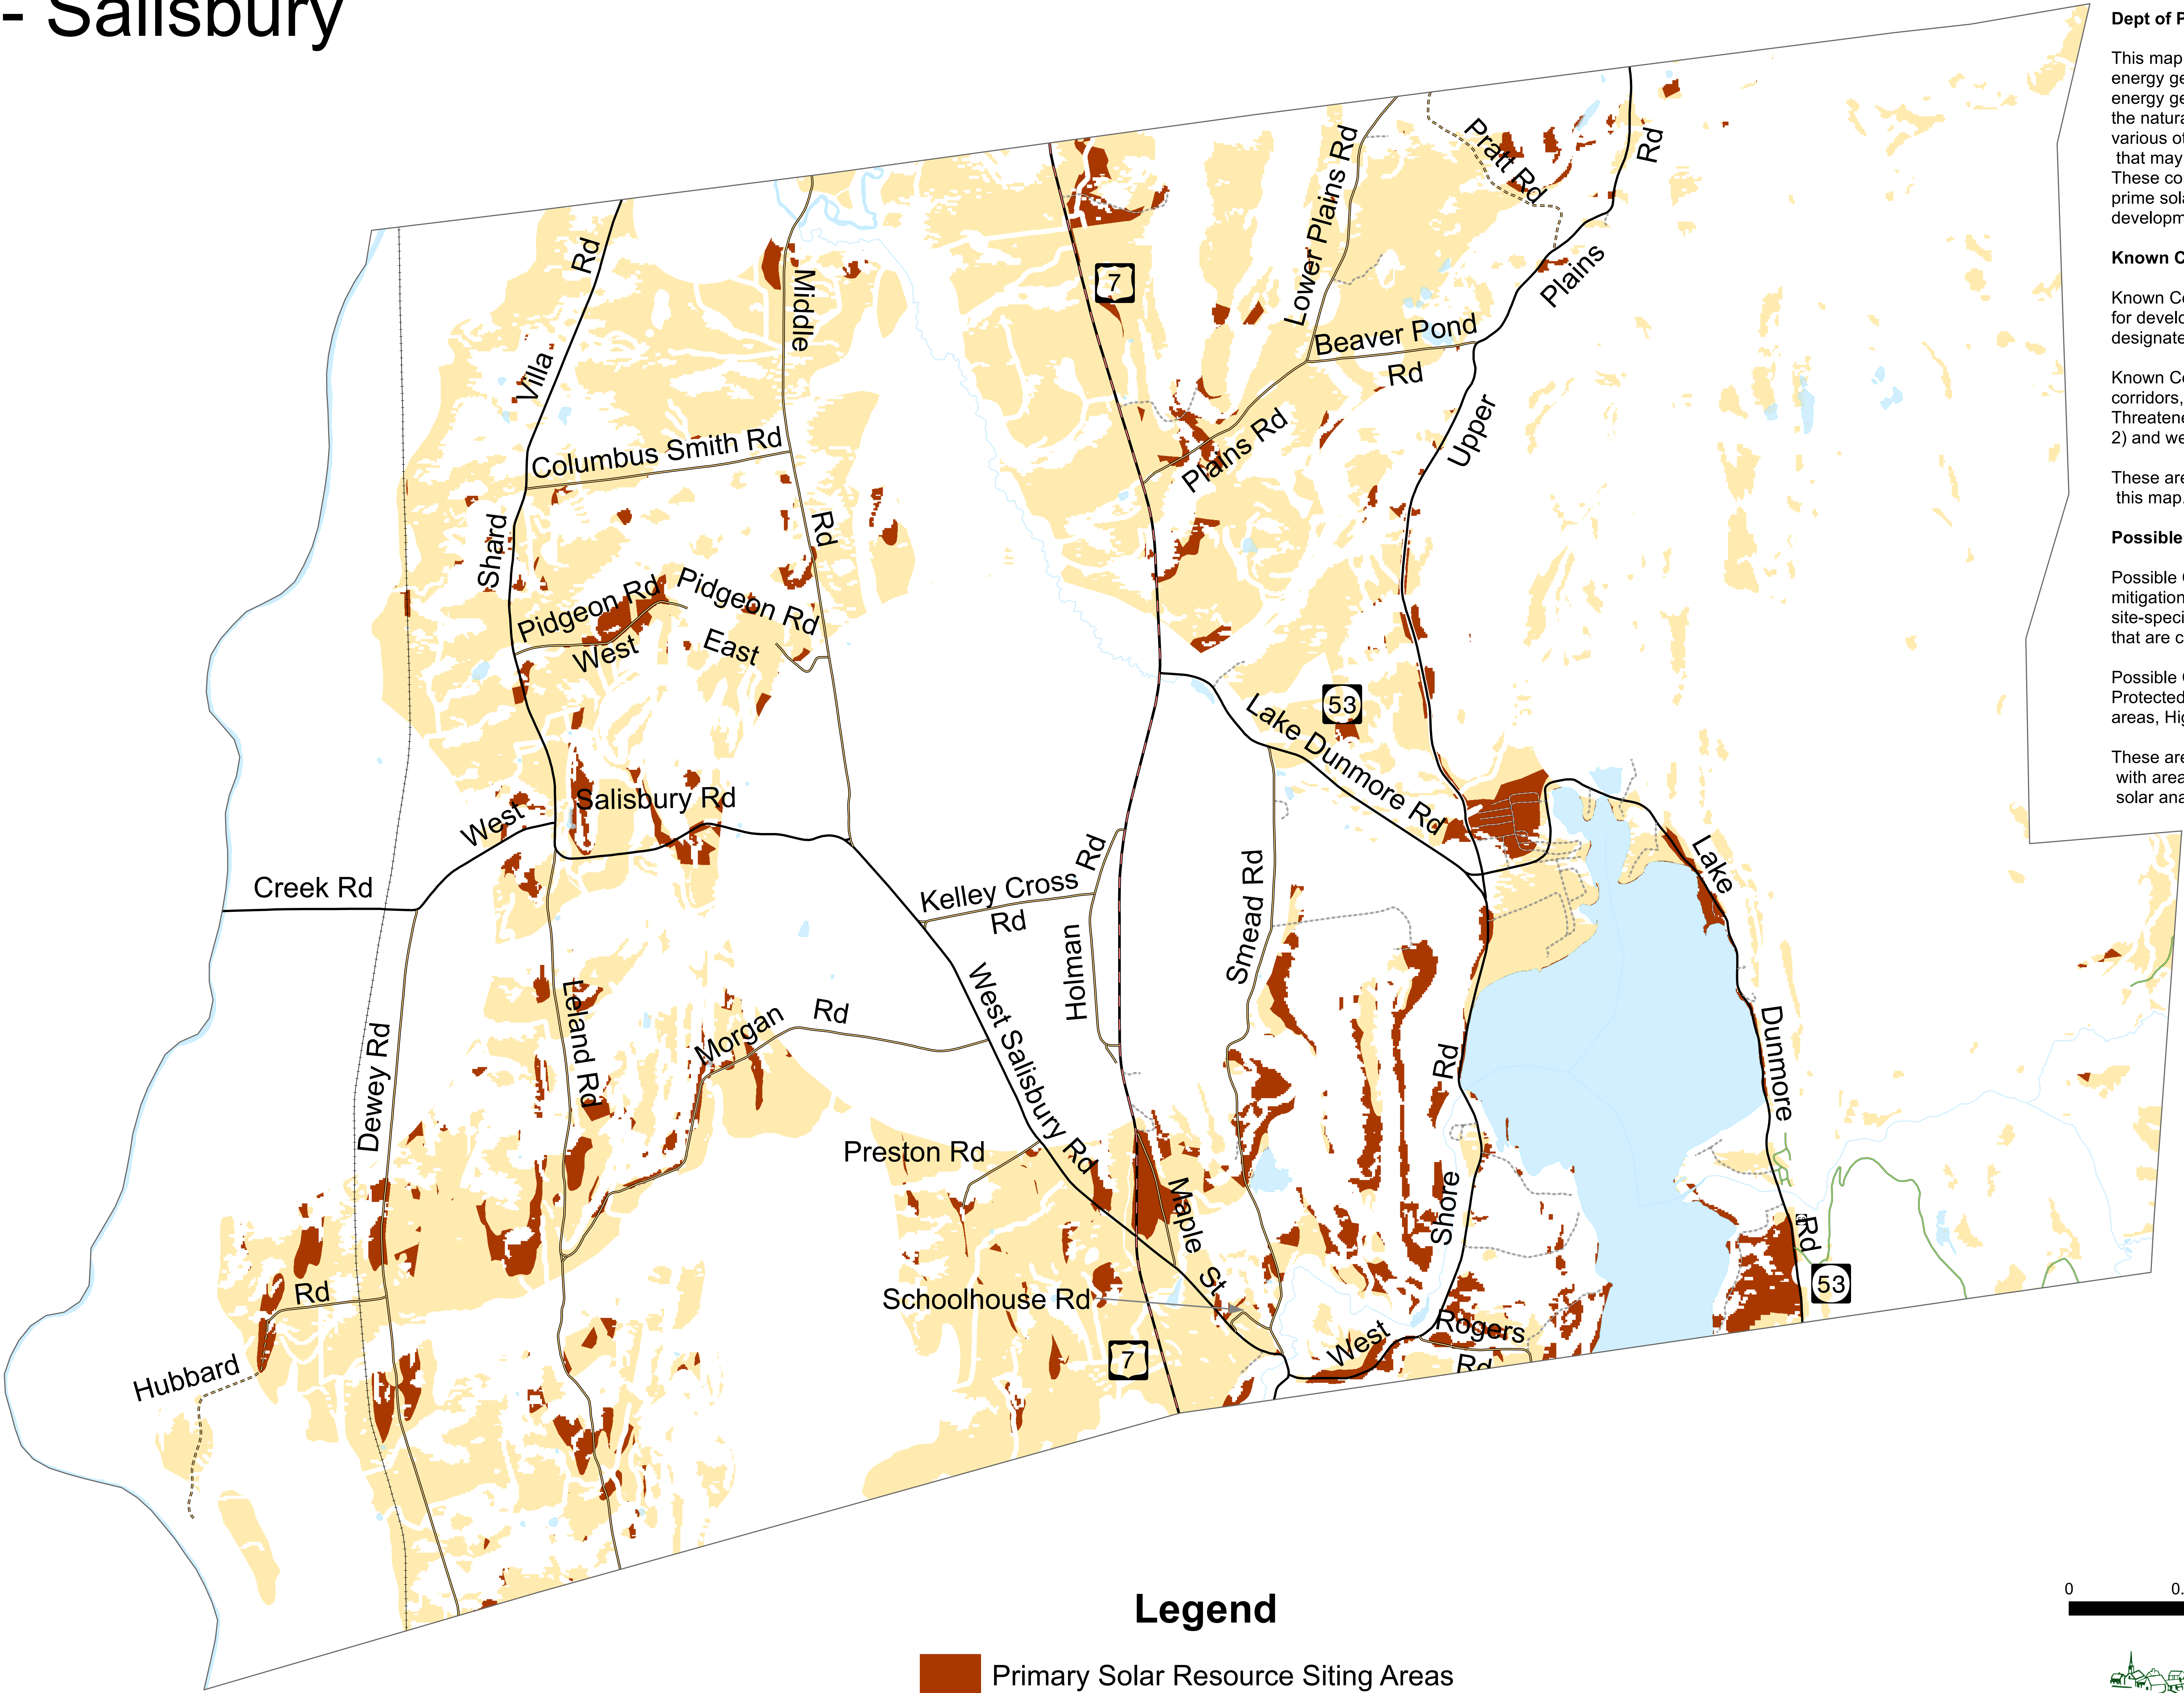 - Salisbury
Dept of P
This map
energy ge
energy ge
the natura
various ot
that may
These co
prime sola
developm
Known C
Known Co
for develo
designate
Known Co
corridors,
Threatene
2) and we
These are
this map.
Possible
Possible C
mitigation
site-speci
that are c
Possible C
Protected
areas, Hig
These are
with area
solar ana
Pratt Rd
Rd
Lower Plains Rd
Rd
Middle
7
Plains
Villa
Beaver Pond
Rd
Upper
Columbus Smith Rd
Plains Rd
Shard
Rd
Pidgeon Rd
Pidgeon Rd
West
East
53
Lake Dunmore Rd
Salisbury Rd
West
Lake
Creek Rd
Kelley Cross
Rd
Rd
Smead Rd
Holman
Leland Rd
West Salisbury Rd
Morgan
Rd
Dewey Rd
Rd
Dunmore
Preston Rd
Maple
St
Shore
Rd
53
Rd
Schoolhouse Rd
Hubbard
7
West
Rogers
Rd
Legend
Primary Solar Resource Siting Areas
0
0.